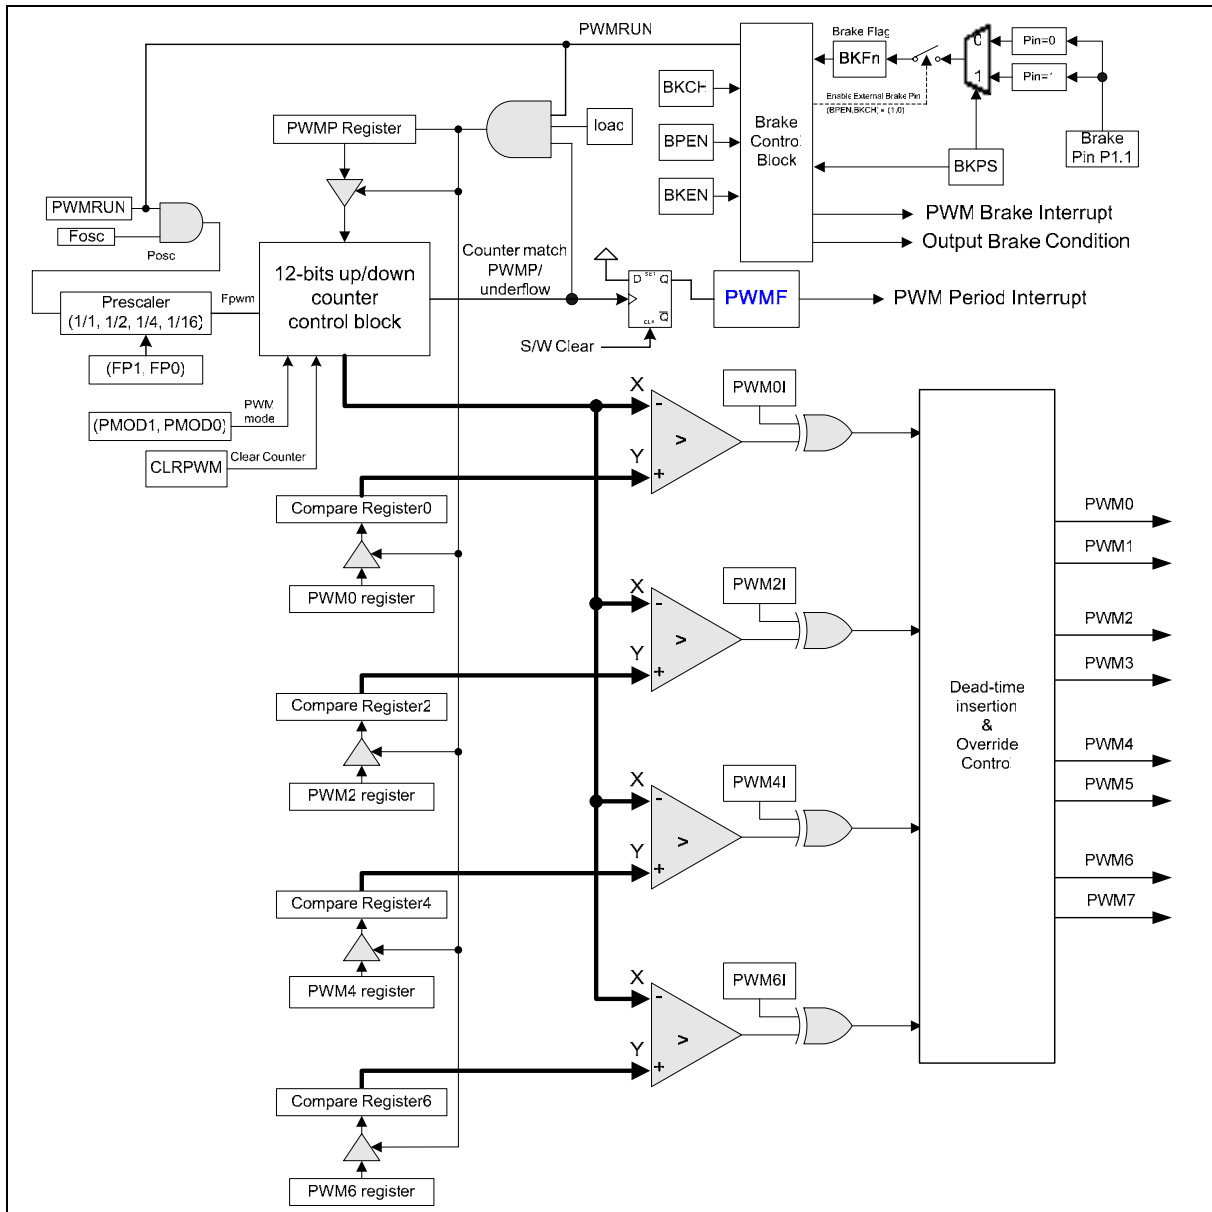 PWMRUN
Brake Flag
BKFn
0
1
Pin=0
Pin=1
Enable External Brake Pin
(BPEN,BKCH) = (1,0)
BKCH
BPEN
BKEN
Brake
Control
Block
BKPS
Brake
Pin P1.1
PWM Brake Interrupt
Output Brake Condition
PWMP Register
load
PWMRUN
Fosc
Posc
Prescaler
(1/1, 1/2, 1/4, 1/16)
Fpwm
(FP1, FP0)
12-bits up/down
counter
control block
Counter match
PWMP/
underflow
D
SET
Q
CLR
Q
S/W Clear
PWMF
PWM Period Interrupt
(PMOD1, PMOD0)
PWM
mode
CLRPWM
Clear Counter
X
-
>
Y
+
PWM0I
Compare Register0
PWM0 register
X
-
>
Y
+
PWM2I
Compare Register2
PWM2 register
X
-
>
Y
+
PWM4I
Compare Register4
PWM4 register
X
-
>
Y
+
PWM6I
Compare Register6
PWM6 register
Dead-time
insertion
&
Override
Control
PWM0
PWM1
PWM2
PWM3
PWM4
PWM5
PWM6
PWM7